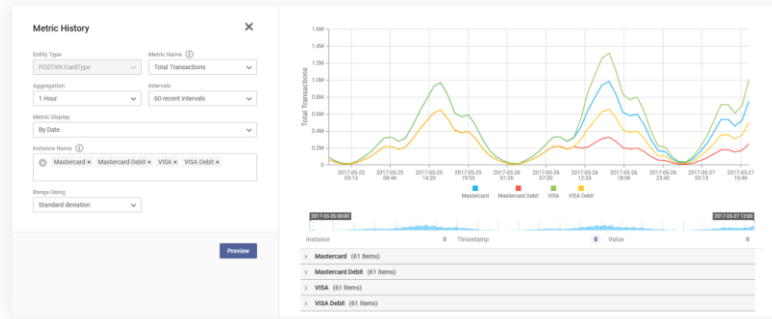 Metric History
Entity Type
Metric Name
POSTXN CardType
Total Transactions
Aggregation
Intervals
1 Hour
60 recent intervals
Metric Display
By Date
Instance Name
Mastercard × Mastercard Debit × VISA × VISA Debit ×
Range Using
Standard deviation
Preview
Total Transactions
1.6M
1.4M
1.2M
1.0M
0.8M
0.6M
0.4M
0.2M
0
2017-05-25 2017-05-25 2017-05-25 2017-05-25 2017-05-26 2017-05-26 2017-05-26 2017-05-26 2017-05-26 2017-05-27 2017-05-27
03:13 08:46 14:20 19:53 01:26 07:00 12:33 18:06 23:40 05:13 10:46
Mastercard Mastercard Debit VISA VISA Debit
2017-05-25 00:00 2017-05-27 13:00
Instance 0 Timestamp 0 Value 0
Mastercard (61 items)
Mastercard Debit (61 items)
VISA (61 items)
VISA Debit (61 items)